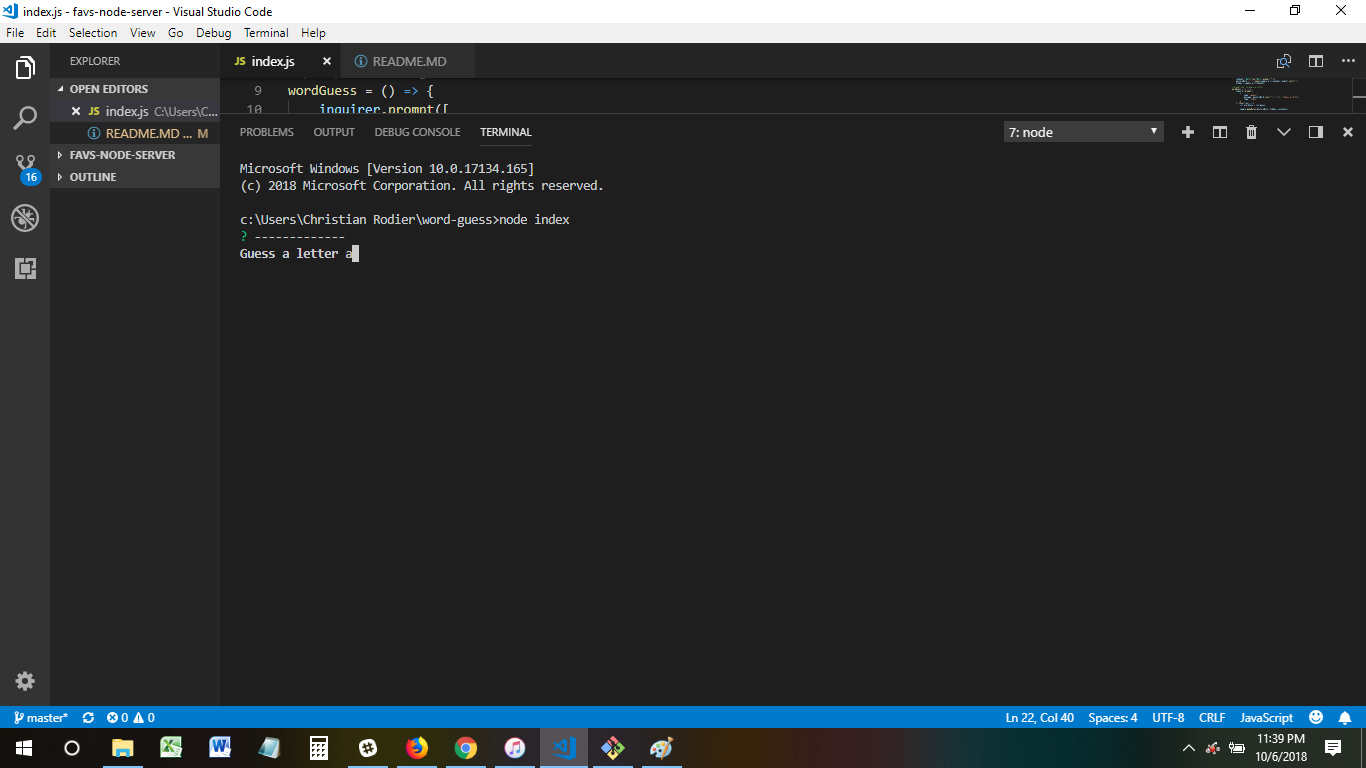 index.js - favs-node-server - Visual Studio Code
File Edit Selection View Go Debug Terminal Help
EXPLORER
OPEN EDITORS
JS index.js C:\Users\C...
README.MD ... M
FAVS-NODE-SERVER
OUTLINE
16
JS index.js
README.MD
9 wordGuess = () => {
10 inquirer.prompt([
PROBLEMS OUTPUT DEBUG CONSOLE TERMINAL
7: node
Microsoft Windows [Version 10.0.17134.165]
(c) 2018 Microsoft Corporation. All rights reserved.
c:\Users\Christian Rodier\word-guess>node index
? -------------
Guess a letter a
master* 0 0 Ln 22, Col 40 Spaces: 4 UTF-8 CRLF JavaScript
11:39 PM
10/6/2018